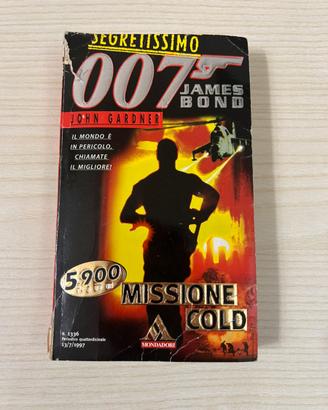 SEGRETISSIMO
007
JAMES
BOND
JOHN GARDNER
IL MONDO È
IN PERICOLO,
CHIAMATE
IL MIGLIORE!
5.900
MISSIONE
COLD
MONDADORI
n. 1336
Periodico quattordicinale
13/7/1997